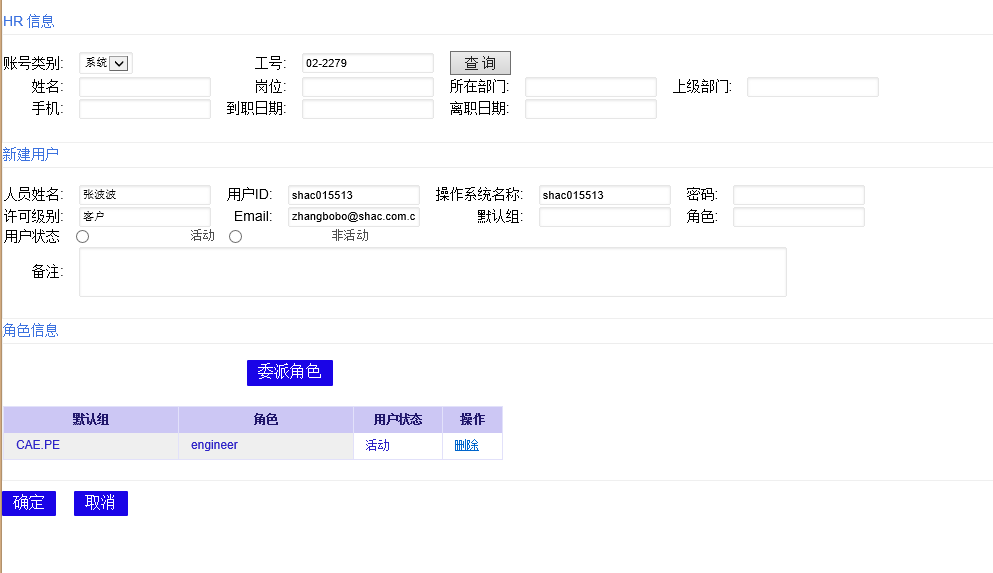 HR 信息
账号类别: 系统 工号: 02-2279 查询
姓名: 岗位: 所在部门: 上级部门:
手机: 到职日期: 离职日期:
新建用户
人员姓名: 张波波 用户ID: shac015513 操作系统名称: shac015513 密码:
许可级别: 客户 Email: zhangbobo@shac.com.c 默认组: 角色:
用户状态 活动 非活动
备注:
角色信息
委派角色
默认组 角色 用户状态 操作
CAE.PE engineer 活动 删除
确定 取消